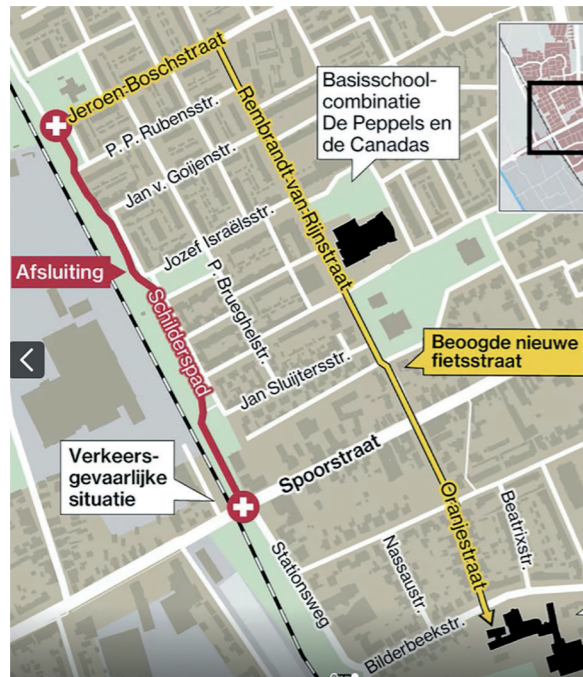 Jeroen Boschstraat
P. P. Rubensstr.
Rembrandt van Rijnstraat
Basisschool-
combinatie
De Peppels en
de Canadas
Jan v. Goijenstr.
Jozef Israëlsstr.
Afsluiting
Schilderspad
P. Brueghelstr.
Jan Sluijtersstr.
Beoogde nieuwe
fietsstraat
Verkeers-
gevaarlijke
situatie
Spoorstraat
Oranjestraat
Beatrixstr.
Stationsweg
Nassaustr.
Bilderbeekstr.